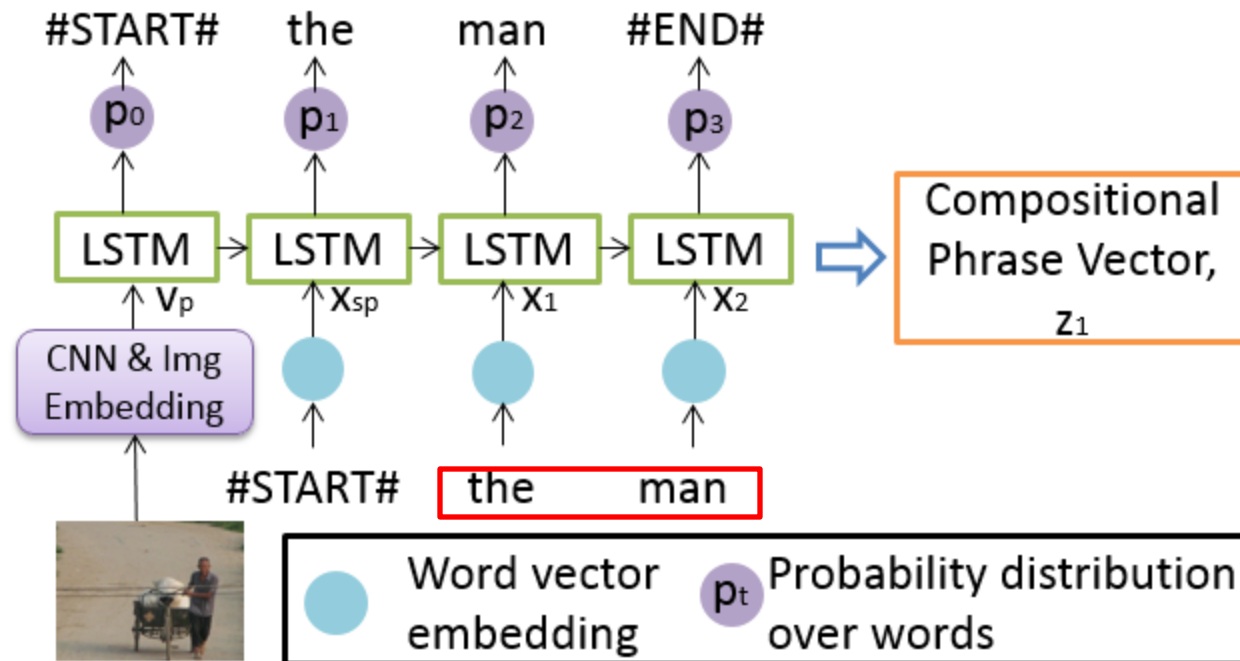 #START# the man #END#
p0 p1 p2 p3
LSTM LSTM LSTM LSTM
vp xsp x1 x2
Compositional
Phrase Vector,
z1
CNN & Img
Embedding
#START# the man
Word vector
embedding
pt Probability distribution
over words